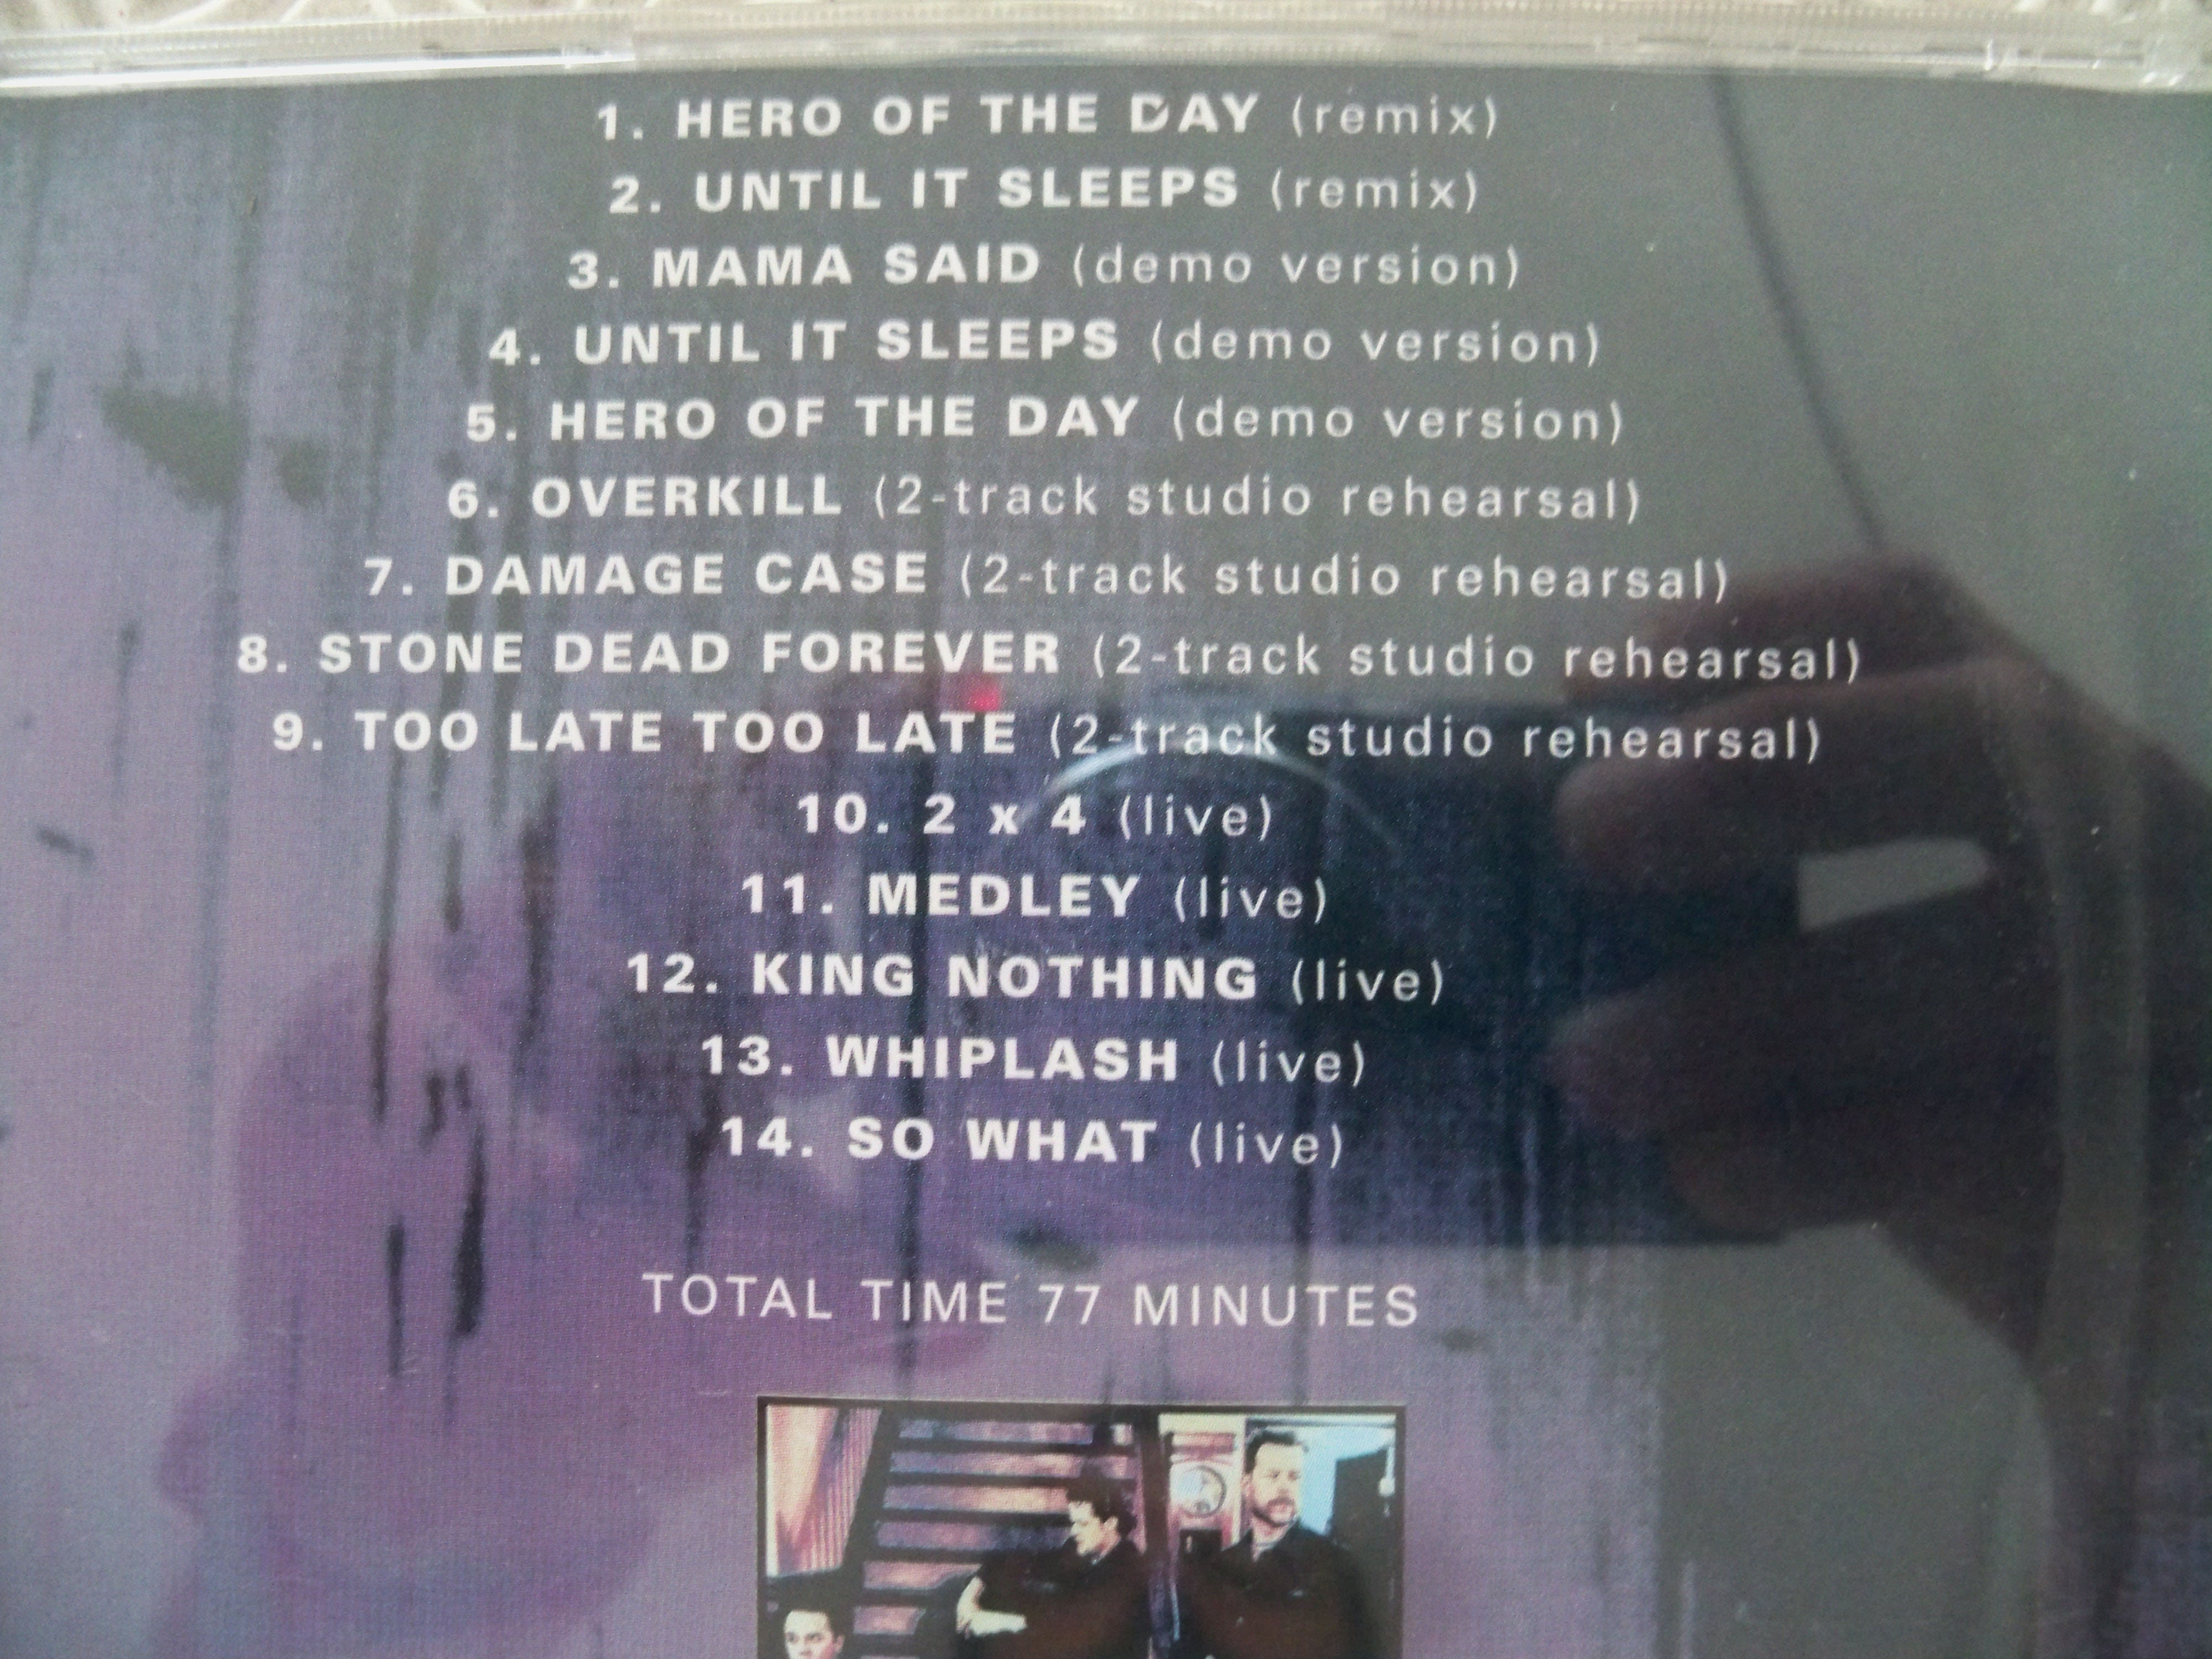 1. HERO OF THE DAY (remix)
2. UNTIL IT SLEEPS (remix)
3. MAMA SAID (demo version)
4. UNTIL IT SLEEPS (demo version)
5. HERO OF THE DAY (demo version)
6. OVERKILL (2-track studio rehearsal)
7. DAMAGE CASE (2-track studio rehearsal)
8. STONE DEAD FOREVER (2-track studio rehearsal)
9. TOO LATE TOO LATE (2-track studio rehearsal)
10. 2 x 4 (live)
11. MEDLEY (live)
12. KING NOTHING (live)
13. WHIPLASH (live)
14. SO WHAT (live)
TOTAL TIME 77 MINUTES